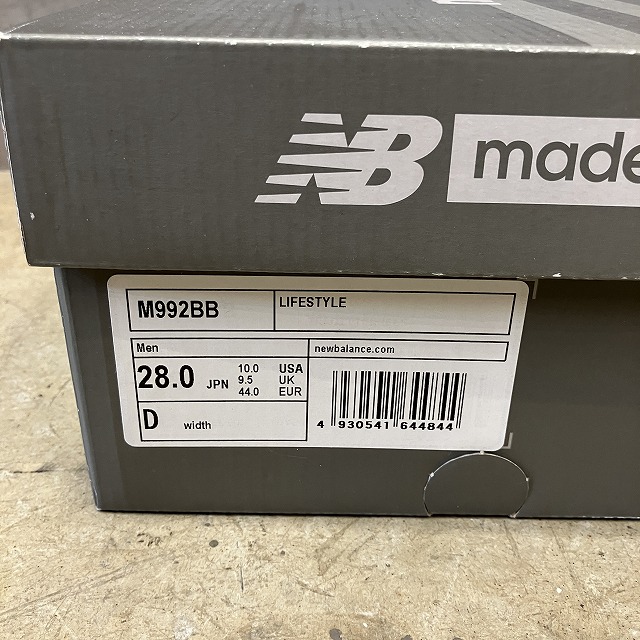 NB made
M992BB
LIFESTYLE
Men
newbalance.com
28.0 JPN
10.0 USA
9.5 UK
44.0 EUR
D width
4 930541 644844